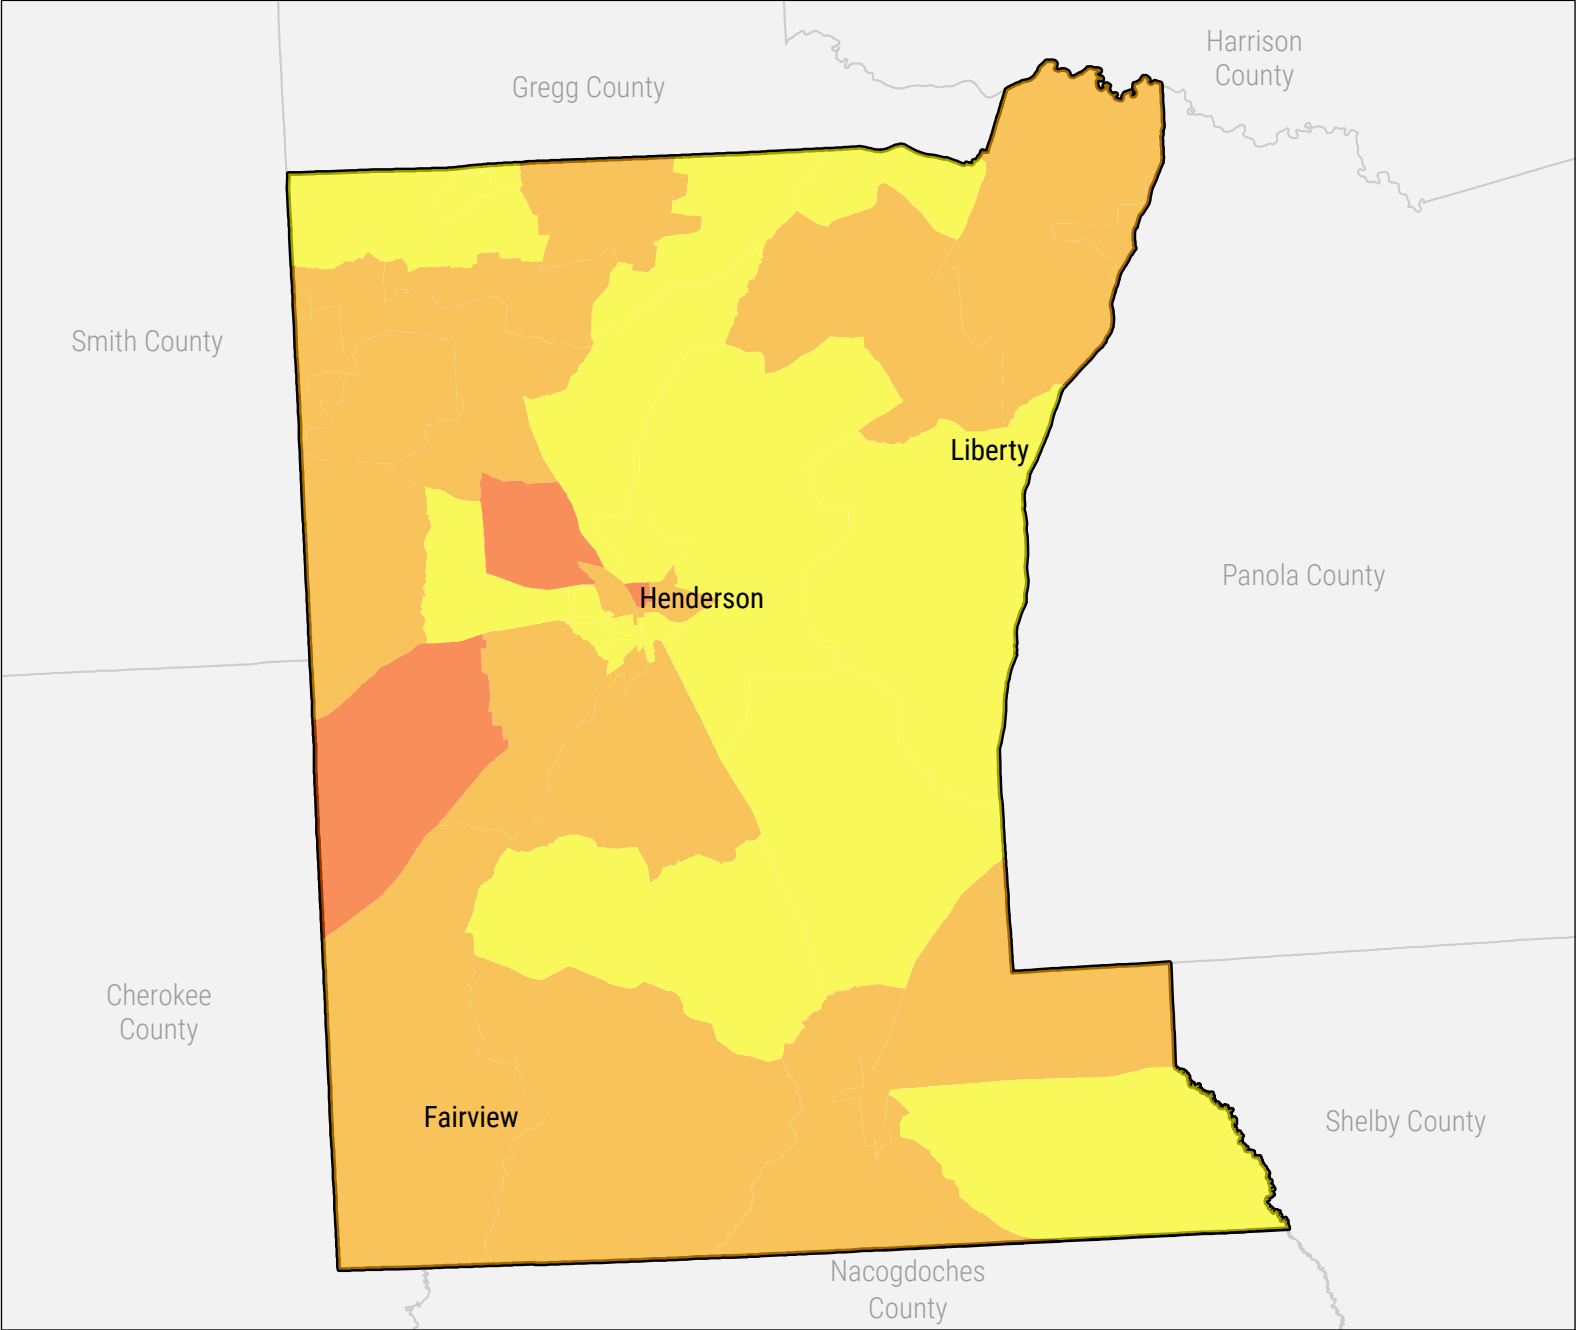 Harrison
County
Gregg County
Smith County
Liberty
Panola County
Henderson
Cherokee
County
Fairview
Shelby County
Nacogdoches
County